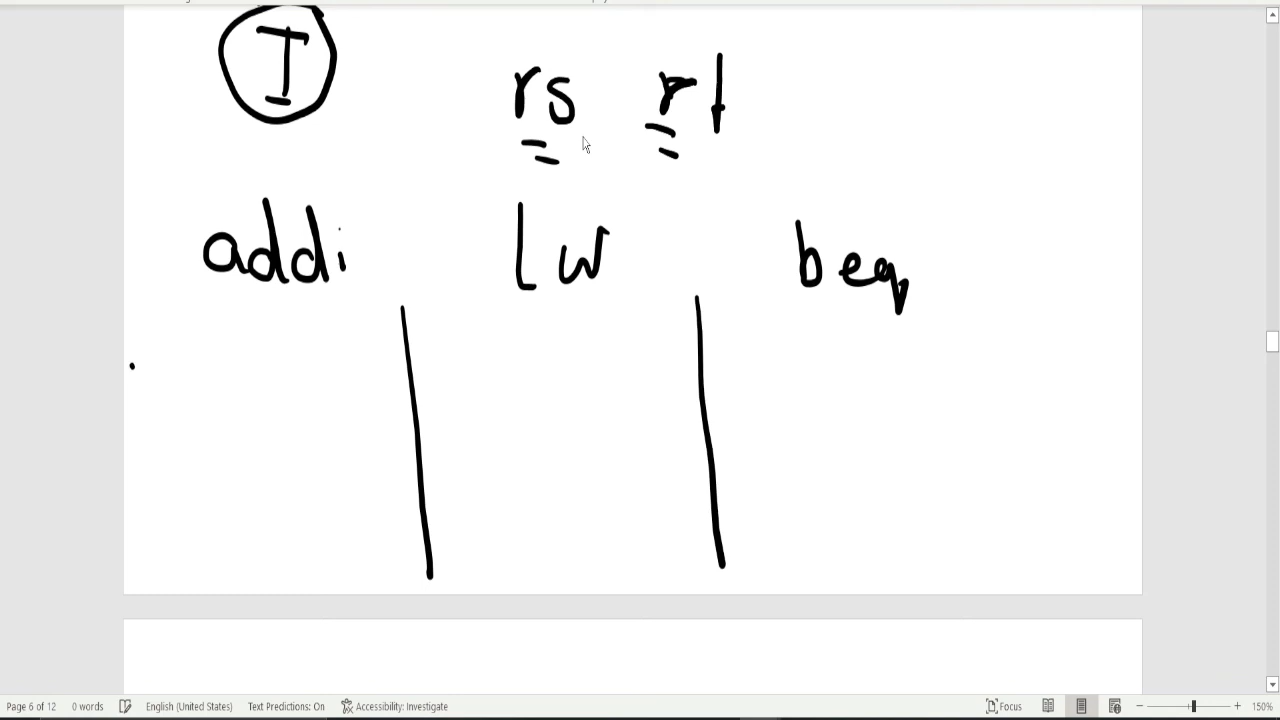 I
rs rt
addi lw beq
Page 6 of 12 0 words English (United States) Text Predictions: On Accessibility: Investigate Focus 150%